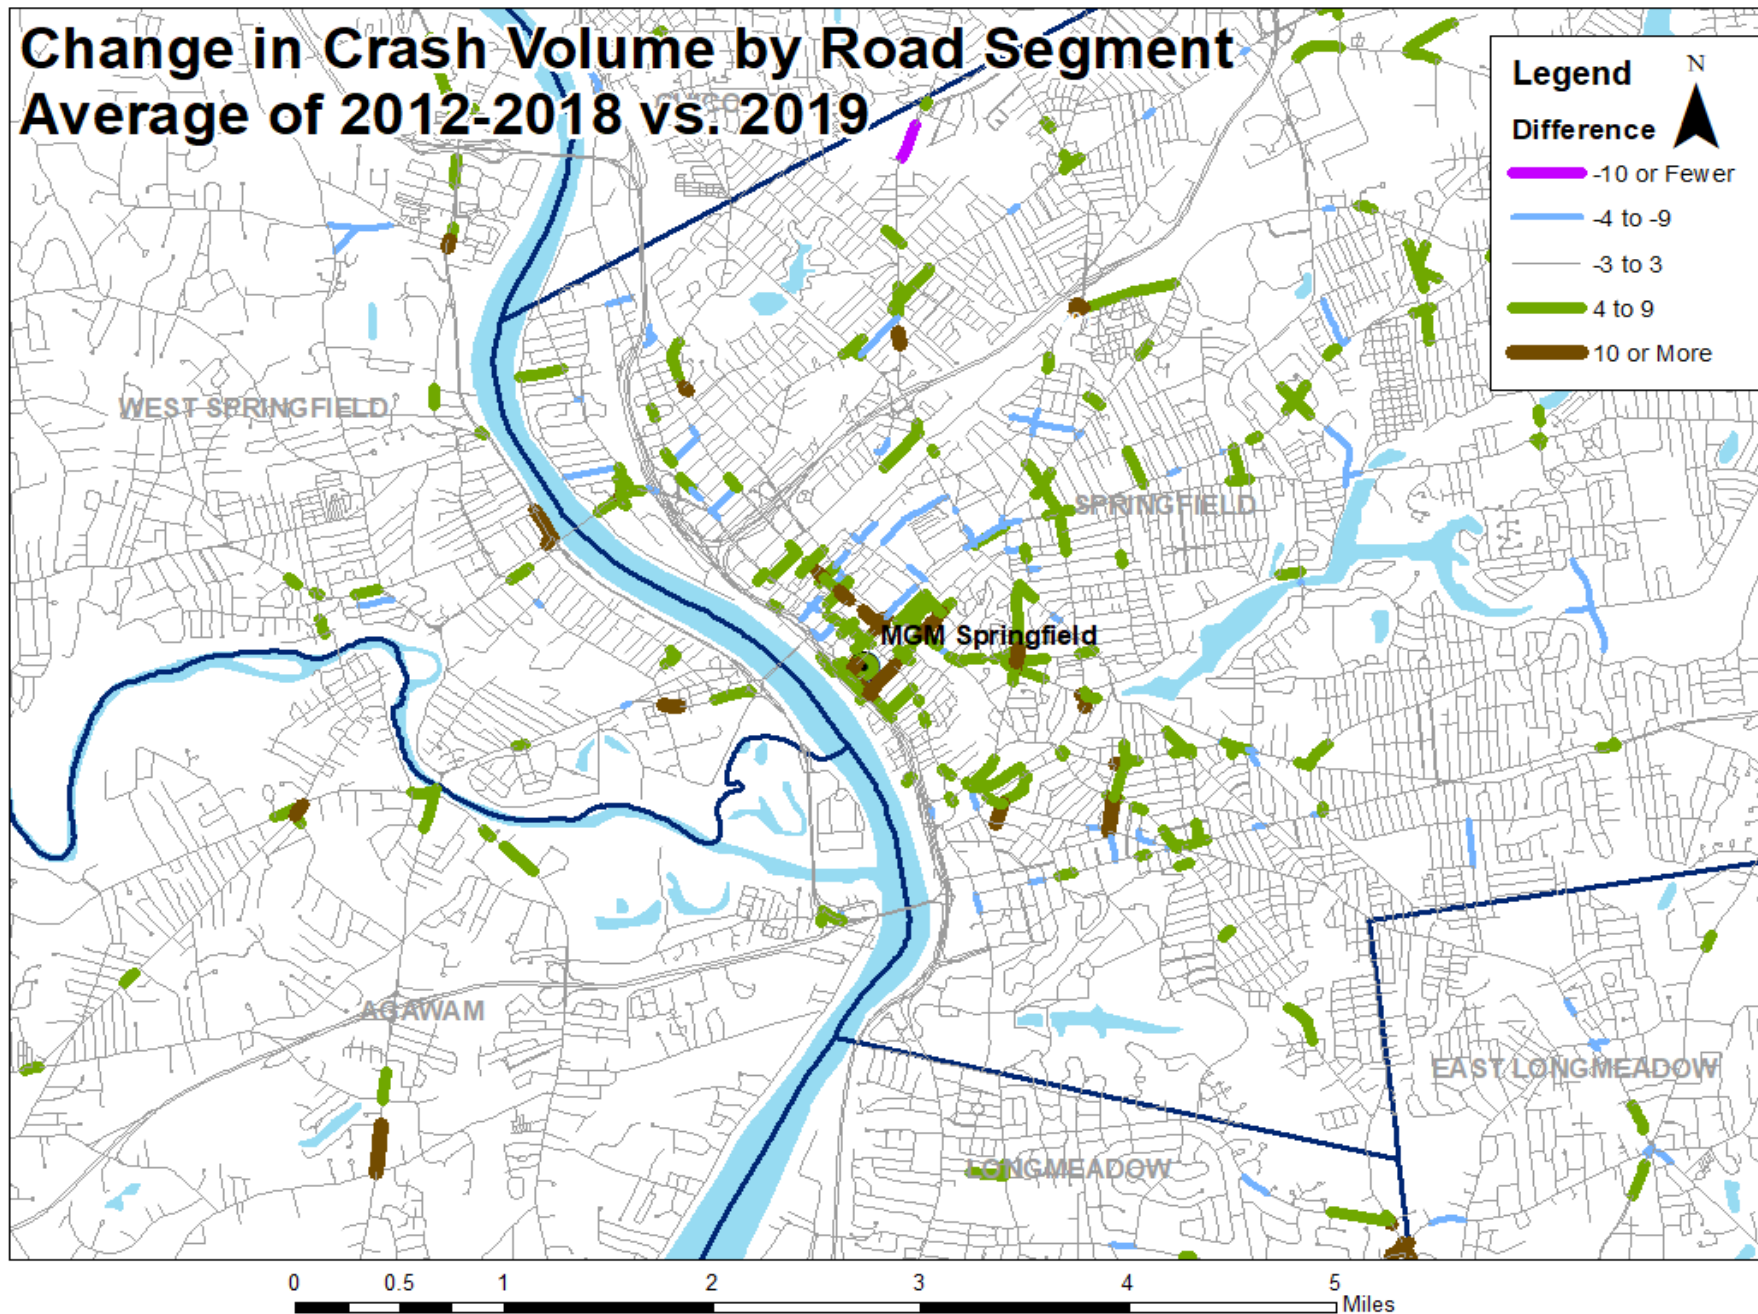 Change in Crash Volume by Road Segment
Average of 2012-2018 vs. 2019
Legend
N
Difference
-10 or Fewer
-4 to -9
-3 to 3
4 to 9
10 or More
WEST SPRINGFIELD
SPRINGFIELD
MGM Springfield
AGAWAM
EAST LONGMEADOW
LONGMEADOW
0 0.5 1 2 3 4 5
Miles